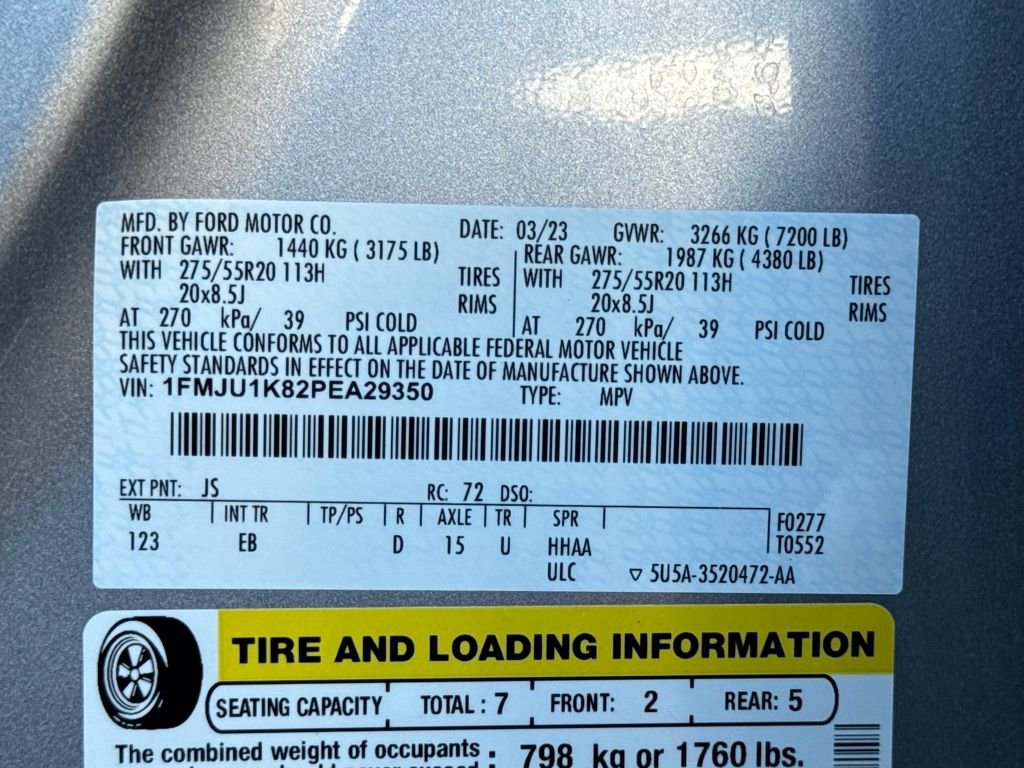 MFD. BY FORD MOTOR CO. DATE: 03/23 GVWR: 3266 KG ( 7200 LB)
FRONT GAWR: 1440 KG ( 3175 LB) REAR GAWR: 1987 KG ( 4380 LB)
WITH 275/55R20 113H TIRES WITH 275/55R20 113H TIRES
20x8.5J RIMS 20x8.5J RIMS
AT 270 kPa/ 39 PSI COLD AT 270 kPa/ 39 PSI COLD
THIS VEHICLE CONFORMS TO ALL APPLICABLE FEDERAL MOTOR VEHICLE
SAFETY STANDARDS IN EFFECT ON THE DATE OF MANUFACTURE SHOWN ABOVE.
VIN: 1FMJU1K82PEA29350 TYPE: MPV
EXT PNT: JS RC: 72 DSO:
WB INT TR TP/PS R AXLE TR SPR F0277
123 EB D 15 U HHAA T0552
ULC ▽ 5U5A-3520472-AA
TIRE AND LOADING INFORMATION
SEATING CAPACITY TOTAL : 7 FRONT: 2 REAR: 5
The combined weight of occupants : 798 kg or 1760 lbs.